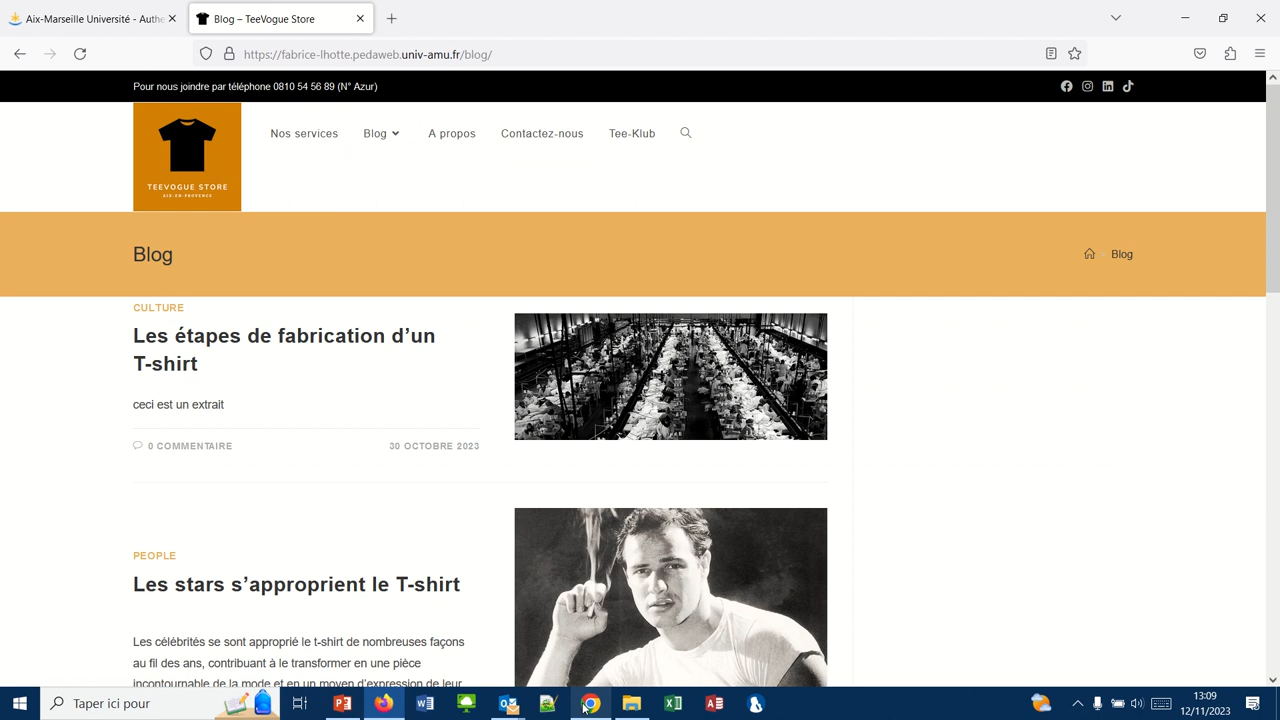 Aix-Marseille Université - Authe
Blog – TeeVogue Store
https://fabrice-lhotte.pedaweb.univ-amu.fr/blog/
Pour nous joindre par téléphone 0810 54 56 89 (N° Azur)
TEEVOGUE STORE
AIX-EN-PROVENCE
Nos services
Blog
A propos
Contactez-nous
Tee-Klub
Blog
Blog
CULTURE
Les étapes de fabrication d’un
T-shirt
ceci est un extrait
0 COMMENTAIRE
30 OCTOBRE 2023
PEOPLE
Les stars s’approprient le T-shirt
Les célébrités se sont approprié le t-shirt de nombreuses façons
au fil des ans, contribuant à le transformer en une pièce
incontournable de la mode et en un moyen d’expression de leur
Taper ici pour
13:09
12/11/2023